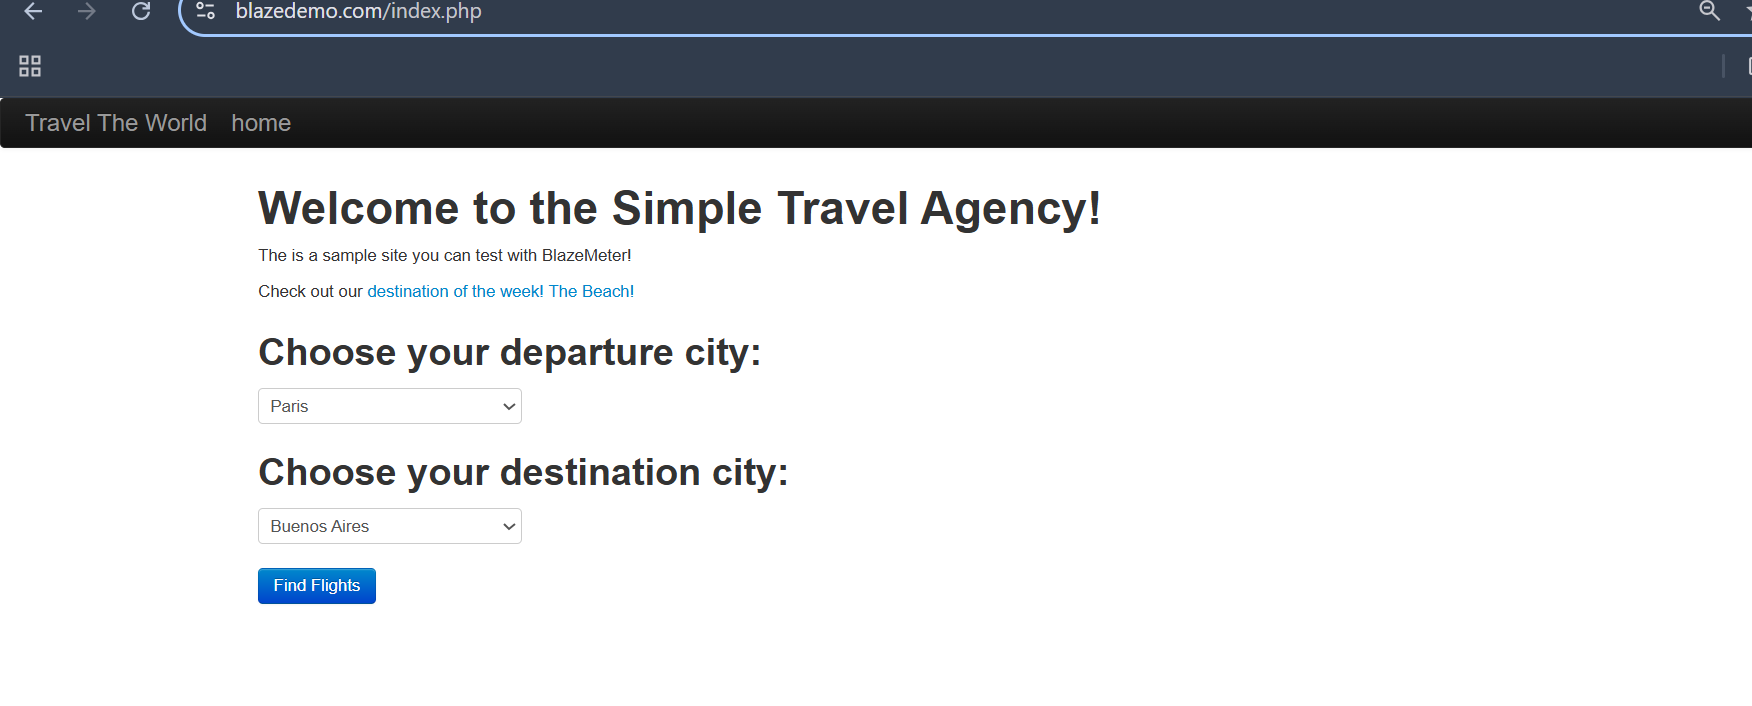 blazedemo.com/index.php
Travel The World home
Welcome to the Simple Travel Agency!
The is a sample site you can test with BlazeMeter!
Check out our destination of the week! The Beach!
Choose your departure city:
Paris
Choose your destination city:
Buenos Aires
Find Flights